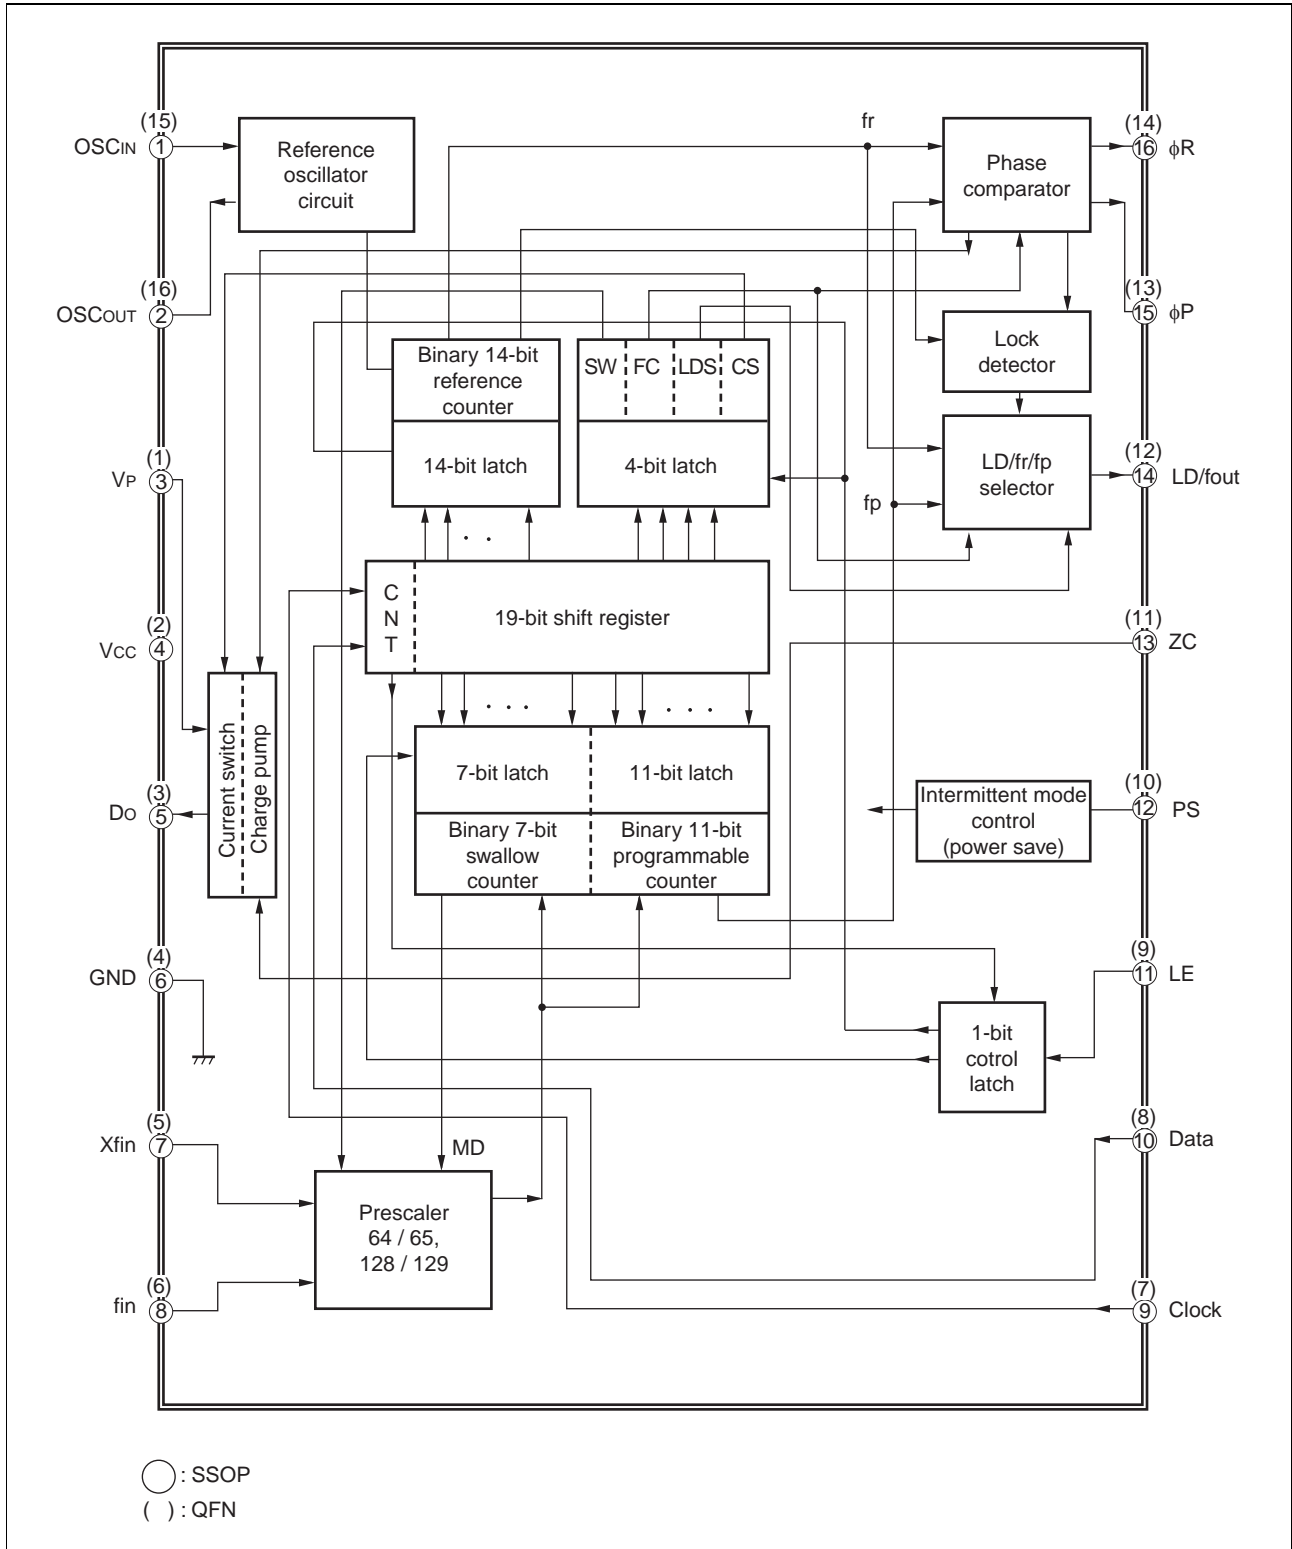 (15)
OSCIN 1
Reference
oscillator
circuit
fr
Phase
comparator
(14)
16 ϕR
(16)
OSCOUT 2
(13)
15 ϕP
Lock
detector
Binary 14-bit
reference
counter
SW FC LDS CS
14-bit latch
4-bit latch
LD/fr/fp
selector
fp
(12)
14 LD/fout
(1)
VP 3
. .
C
N
T
19-bit shift register
(11)
13 ZC
(2)
VCC 4
. . .
. . .
Current switch
Charge pump
7-bit latch
11-bit latch
Binary 7-bit
swallow
counter
Binary 11-bit
programmable
counter
Intermittent mode
control
(power save)
(10)
12 PS
(3)
DO 5
(4)
GND 6
(9)
11 LE
1-bit
cotrol
latch
(5)
Xfin 7
MD
(8)
10 Data
Prescaler
64 / 65,
128 / 129
(6)
fin 8
(7)
9 Clock
: SSOP
( ) : QFN